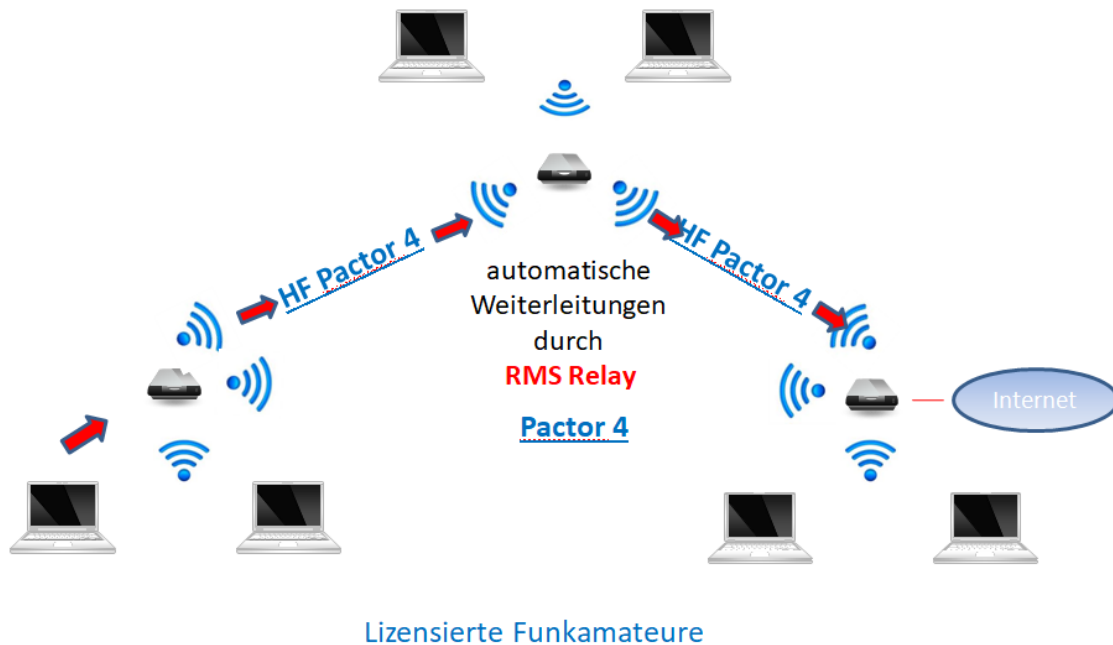 HF Pactor 4
HF Pactor 4
automatische
Weiterleitungen
durch
RMS Relay
Pactor 4
Internet
Lizensierte Funkamateure